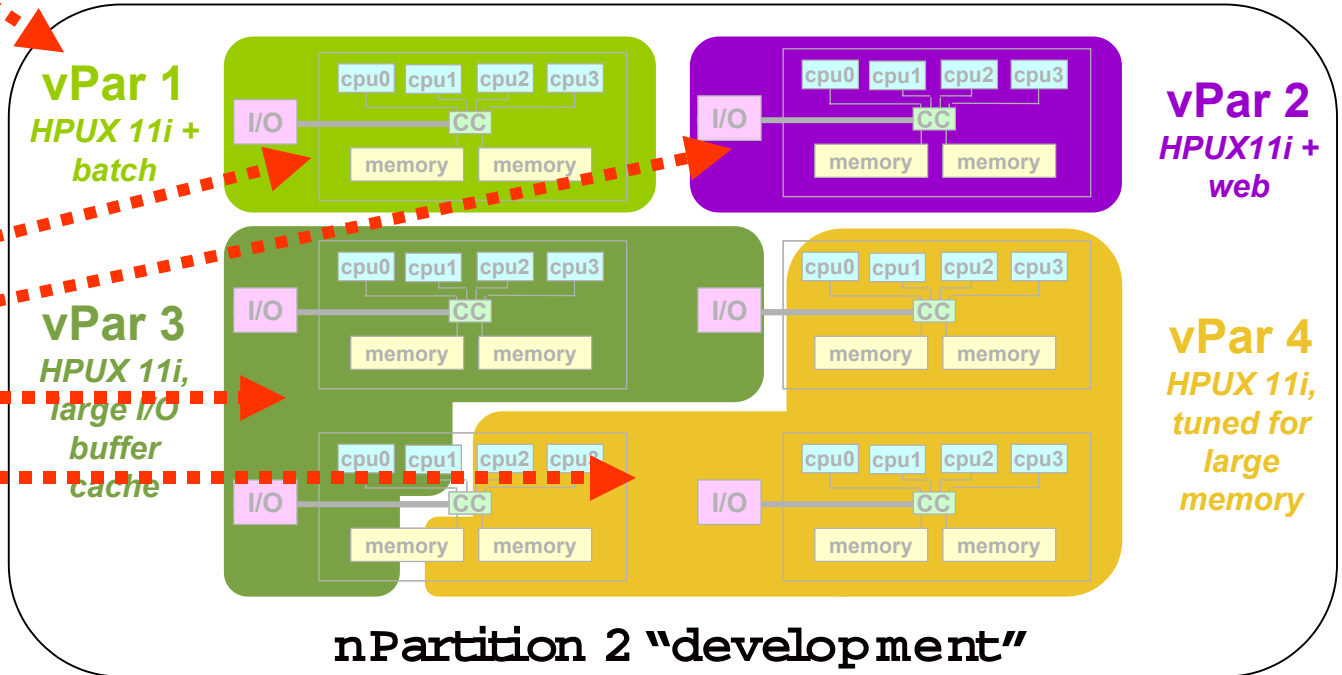 vPar 1
HPUX 11i +
batch
cpu0 cpu1 cpu2 cpu3
I/O
CC
memory memory
cpu0 cpu1 cpu2 cpu3
I/O
CC
memory memory
vPar 2
HPUX11i +
web
vPar 3
HPUX 11i,
large I/O
buffer
cache
cpu0 cpu1 cpu2 cpu3
I/O
CC
memory memory
cpu0 cpu1 cpu2 cpu3
I/O
CC
memory memory
cpu0 cpu1 cpu2 cpu3
I/O
CC
memory memory
cpu0 cpu1 cpu2 cpu3
I/O
CC
memory memory
vPar 4
HPUX 11i,
tuned for
large
memory
nPartition 2 “development”